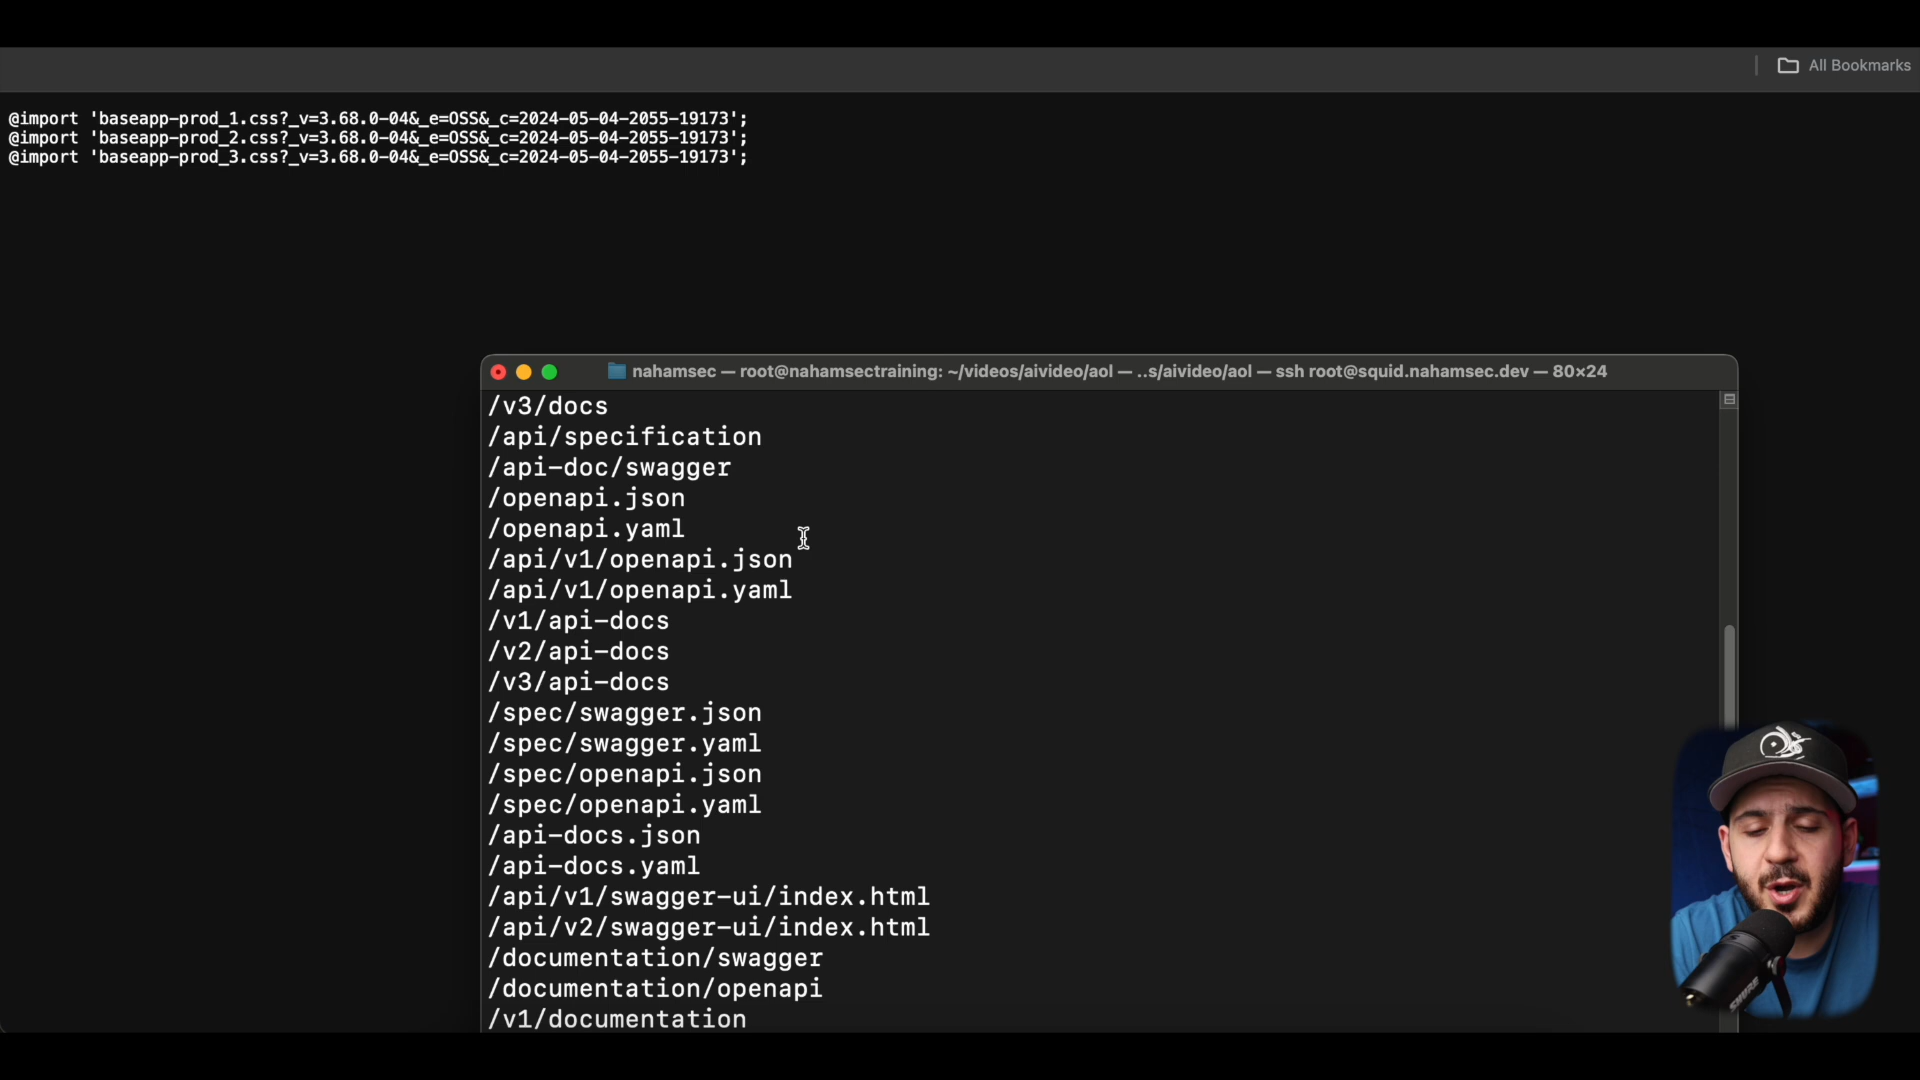 All Bookmarks
@import 'baseapp-prod_1.css?_v=3.68.0-04&_e=OSS&_c=2024-05-04-2055-19173';
@import 'baseapp-prod_2.css?_v=3.68.0-04&_e=OSS&_c=2024-05-04-2055-19173';
@import 'baseapp-prod_3.css?_v=3.68.0-04&_e=OSS&_c=2024-05-04-2055-19173';
nahamsec — root@nahamsectraining: ~/videos/aivideo/aol — ..s/aivideo/aol — ssh root@squid.nahamsec.dev — 80×24
/v3/docs
/api/specification
/api-doc/swagger
/openapi.json
/openapi.yaml
/api/v1/openapi.json
/api/v1/openapi.yaml
/v1/api-docs
/v2/api-docs
/v3/api-docs
/spec/swagger.json
/spec/swagger.yaml
/spec/openapi.json
/spec/openapi.yaml
/api-docs.json
/api-docs.yaml
/api/v1/swagger-ui/index.html
/api/v2/swagger-ui/index.html
/documentation/swagger
/documentation/openapi
/v1/documentation
SHURE